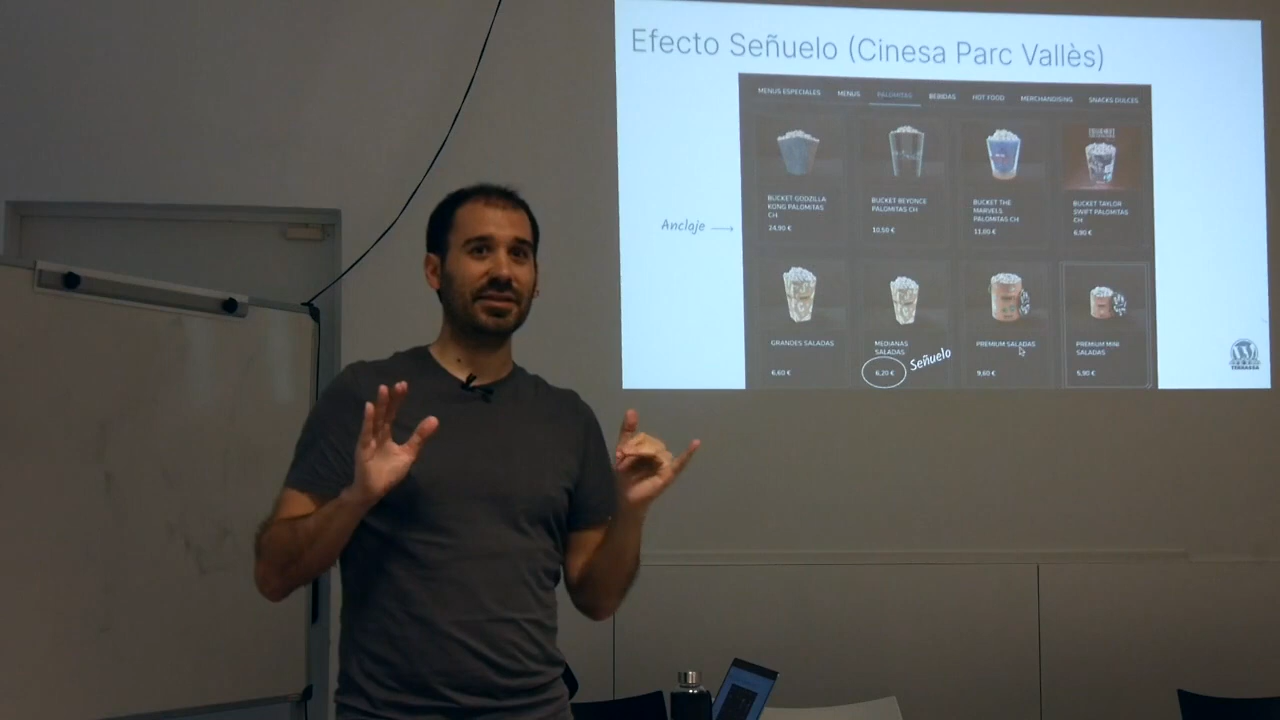 Efecto Señuelo (Cinesa Parc Vallès)
MENUS ESPECIALES MENUS PALOMITAS BEBIDAS HOT FOOD MERCHANDISING SNACKS DULCES
BUCKET GODZILLA
KONG PALOMITAS
CH
24,90 €
BUCKET BEYONCE
PALOMITAS CH
10,50 €
BUCKET THE
MARVELS
PALOMITAS CH
11,00 €
BUCKET TAYLOR
SWIFT PALOMITAS
CH
6,90 €
Anclaje
GRANDES SALADAS
6,60 €
MEDIANAS
SALADAS
6,20 €
Señuelo
PREMIUM SALADAS
9,60 €
PREMIUM MINI
SALADAS
5,90 €
TERRASSA